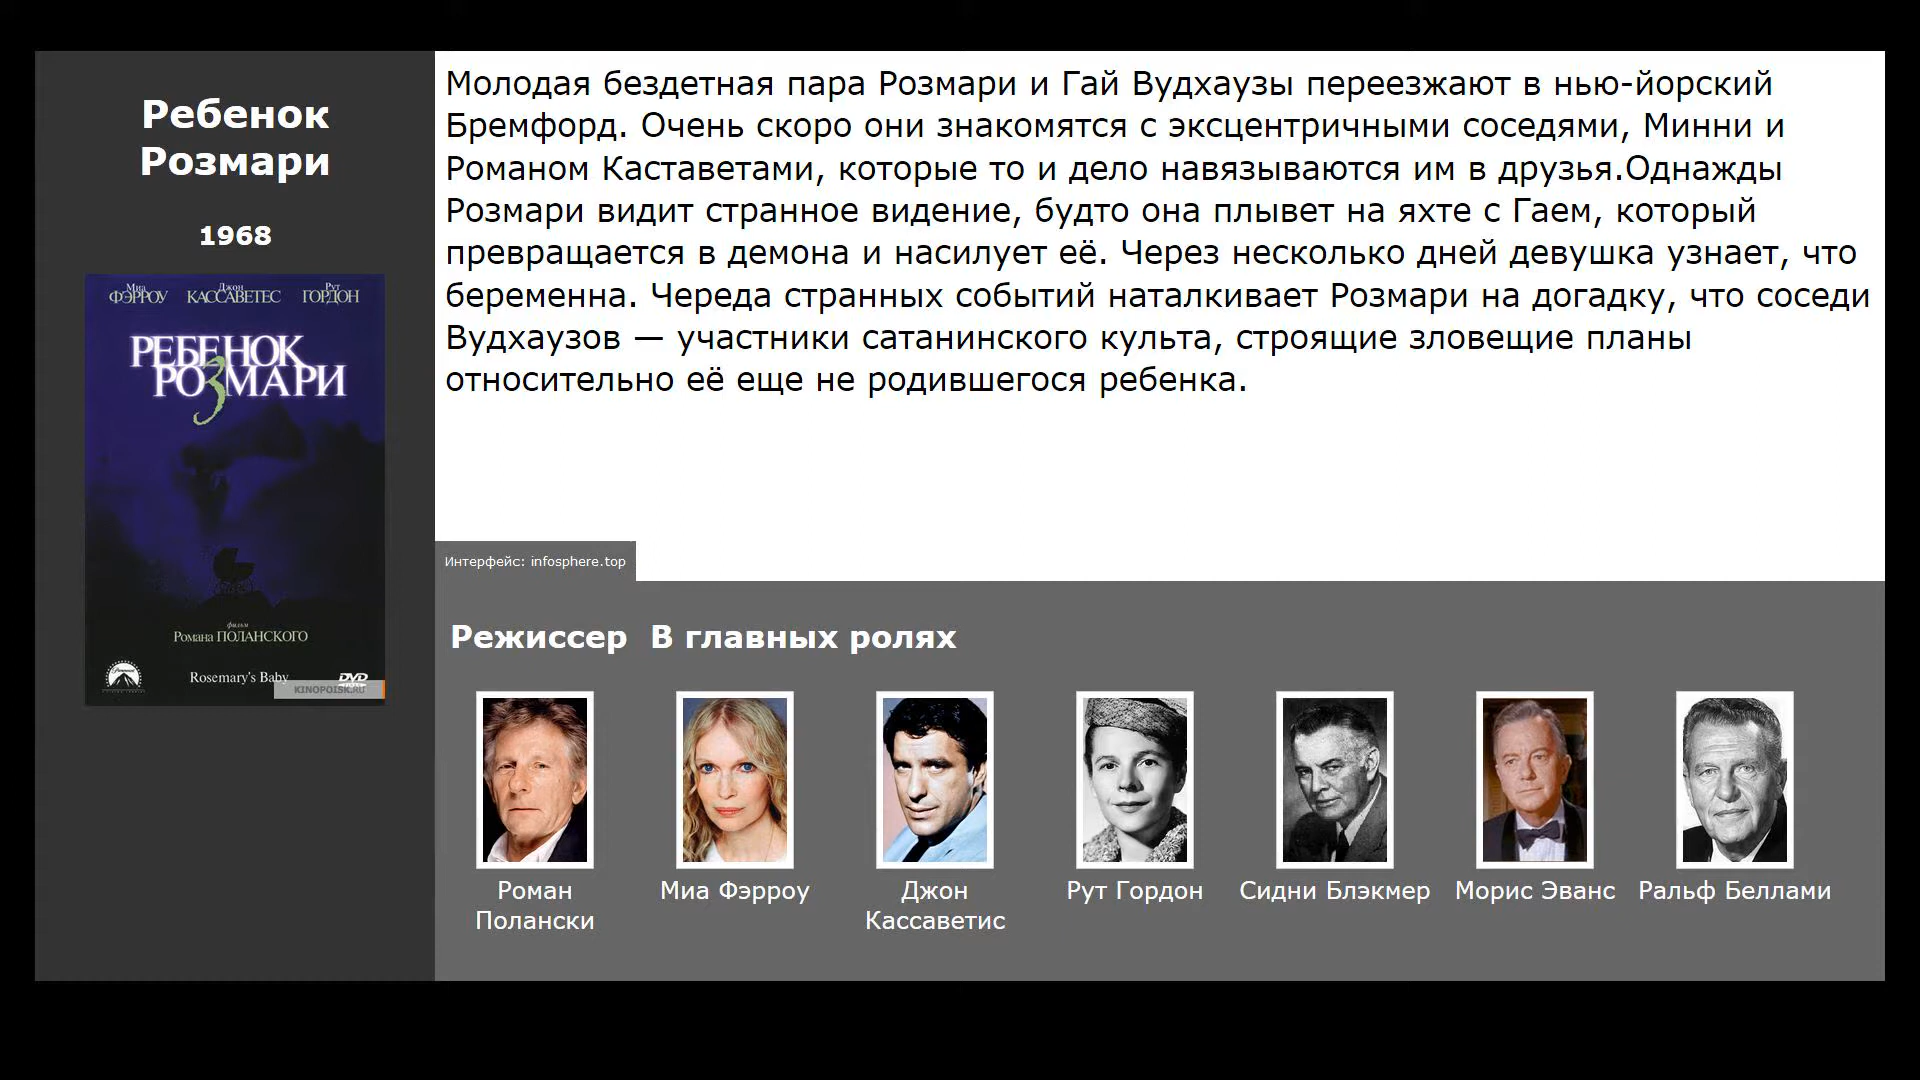 Ребенок
Розмари
1968
Миа
ФЭРРОУ
Джон
КАССАВЕТЕС
Рут
ГОРДОН
РЕБЕНОК
РОЗМАРИ
фильм
Романа ПОЛАНСКОГО
Rosemary's Baby
DVD
KINOPOISK.RU
Молодая бездетная пара Розмари и Гай Вудхаузы переезжают в нью-йорский
Бремфорд. Очень скоро они знакомятся с эксцентричными соседями, Минни и
Романом Каставетами, которые то и дело навязываются им в друзья.Однажды
Розмари видит странное видение, будто она плывет на яхте с Гаем, который
превращается в демона и насилует её. Через несколько дней девушка узнает, что
беременна. Череда странных событий наталкивает Розмари на догадку, что соседи
Вудхаузов — участники сатанинского культа, строящие зловещие планы
относительно её еще не родившегося ребенка.
Интерфейс: infosphere.top
Режиссер В главных ролях
Роман
Полански
Миа Фэрроу
Джон
Кассаветис
Рут Гордон
Сидни Блэкмер
Морис Эванс
Ральф Беллами